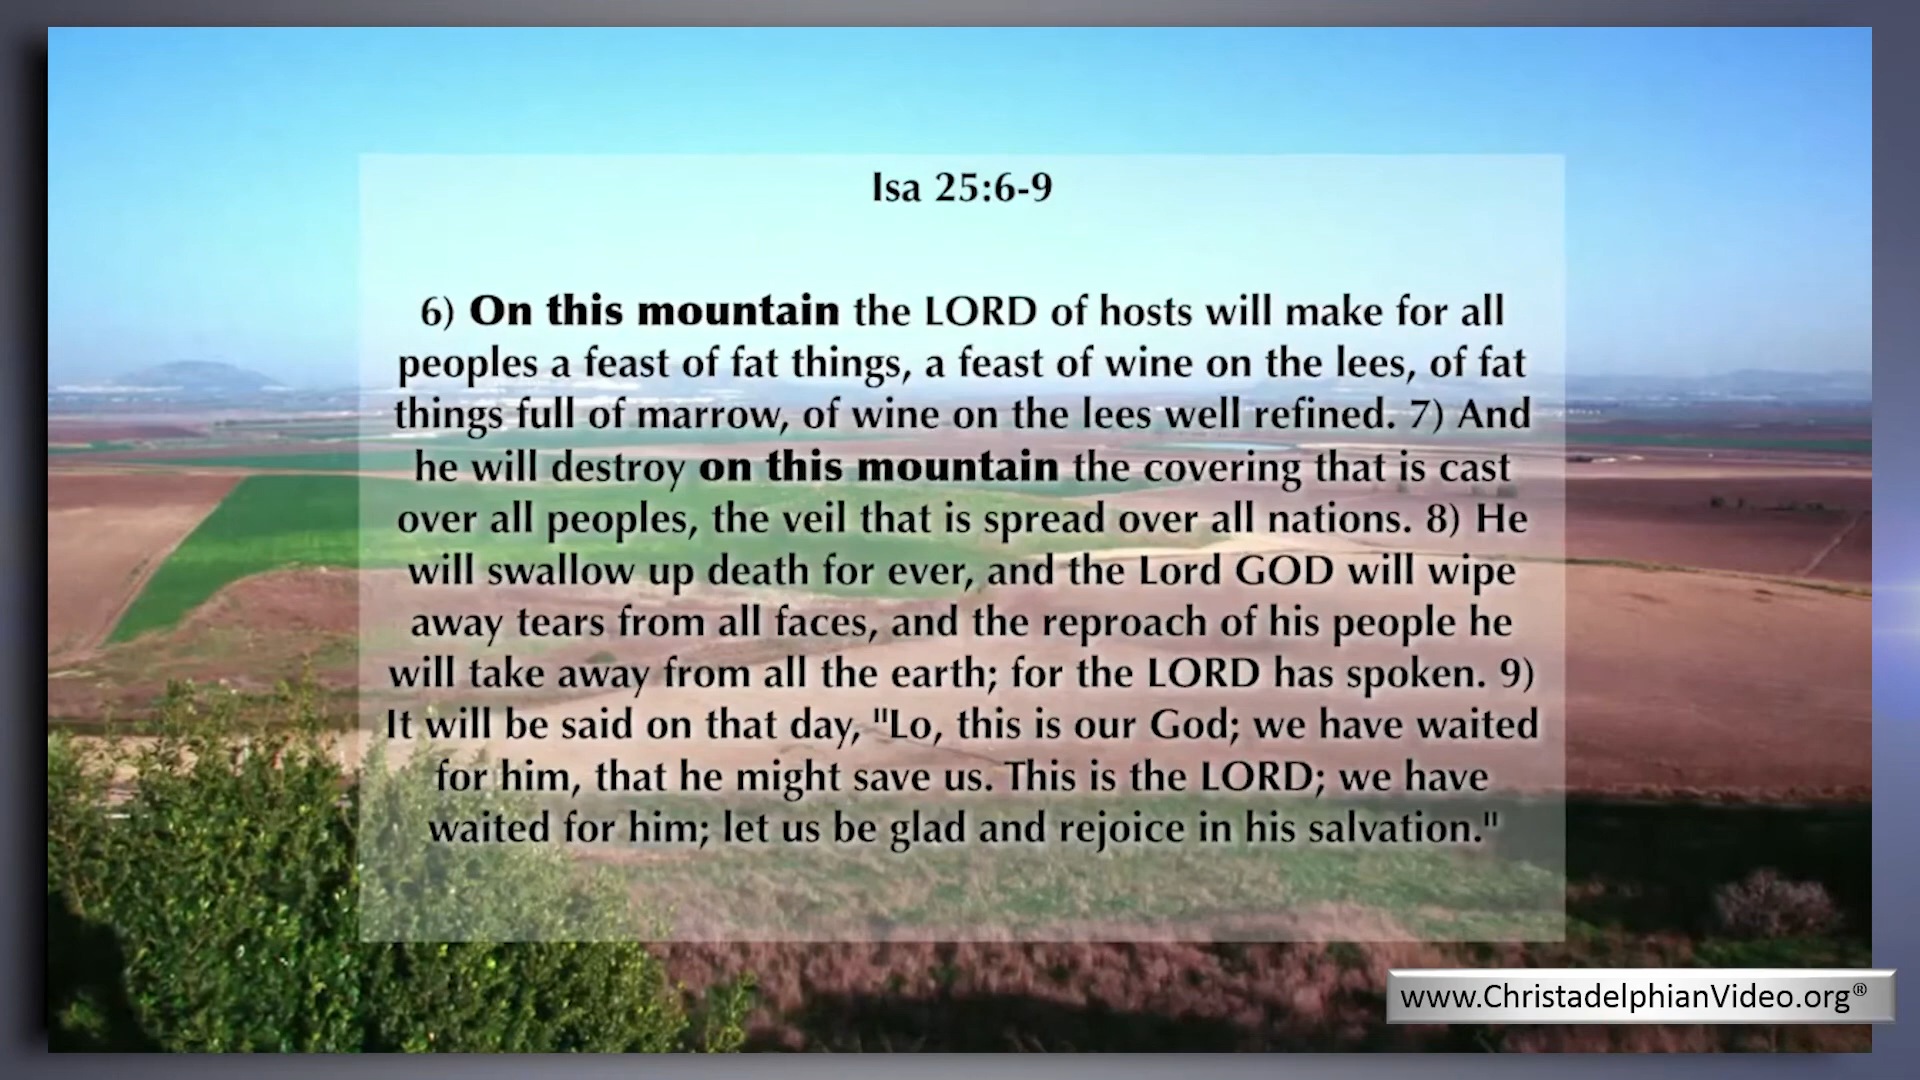 Isa 25:6-9
6) On this mountain the LORD of hosts will make for all
peoples a feast of fat things, a feast of wine on the lees, of fat
things full of marrow, of wine on the lees well refined. 7) And
he will destroy on this mountain the covering that is cast
over all peoples, the veil that is spread over all nations. 8) He
will swallow up death for ever, and the Lord GOD will wipe
away tears from all faces, and the reproach of his people he
will take away from all the earth; for the LORD has spoken. 9)
It will be said on that day, "Lo, this is our God; we have waited
for him, that he might save us. This is the LORD; we have
waited for him; let us be glad and rejoice in his salvation."
www.ChristadelphianVideo.org®